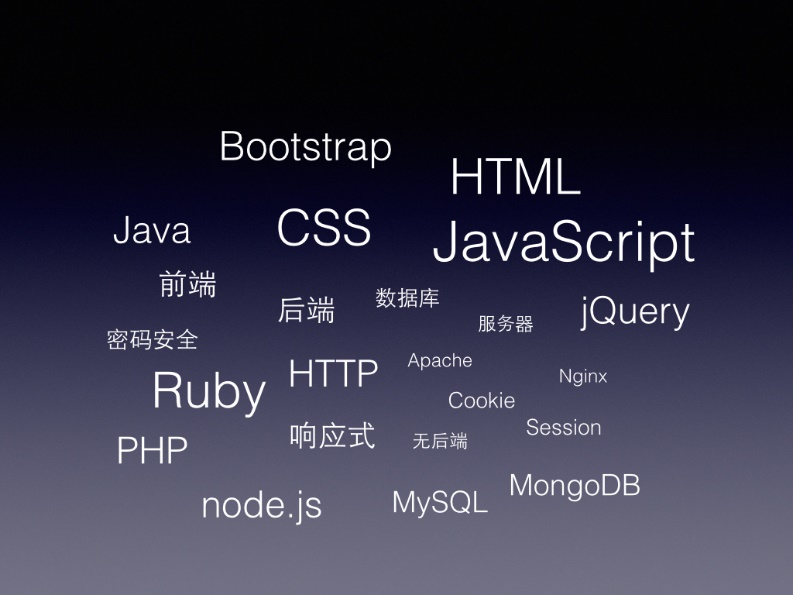 Bootstrap
HTML
Java
CSS
JavaScript
前端
后端
数据库
服务器
jQuery
密码安全
HTTP
Apache
Nginx
Ruby
Cookie
Session
PHP
响应式
无后端
node.js
MySQL
MongoDB